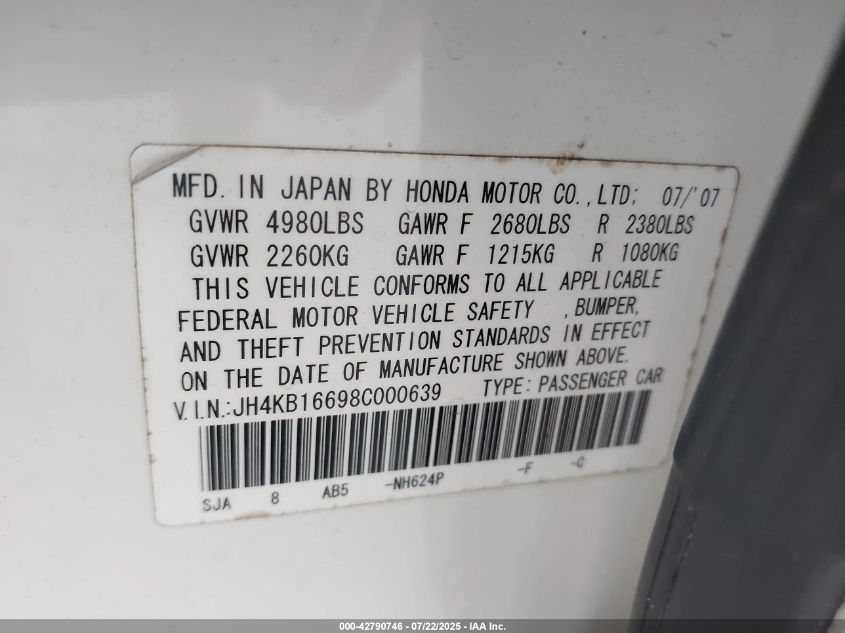 MFD. IN JAPAN BY HONDA MOTOR CO.,LTD; 07/'07
GVWR 4980LBS GAWR F 2680LBS R 2380LBS
GVWR 2260KG GAWR F 1215KG R 1080KG
THIS VEHICLE CONFORMS TO ALL APPLICABLE
FEDERAL MOTOR VEHICLE SAFETY ,BUMPER,
AND THEFT PREVENTION STANDARDS IN EFFECT
ON THE DATE OF MANUFACTURE SHOWN ABOVE.
V.I.N.:JH4KB16698C000639 TYPE:PASSENGER CAR
SJA 8 AB5 -NH624P -F -C
000-42790746 - 07/22/2025 - IAA Inc.